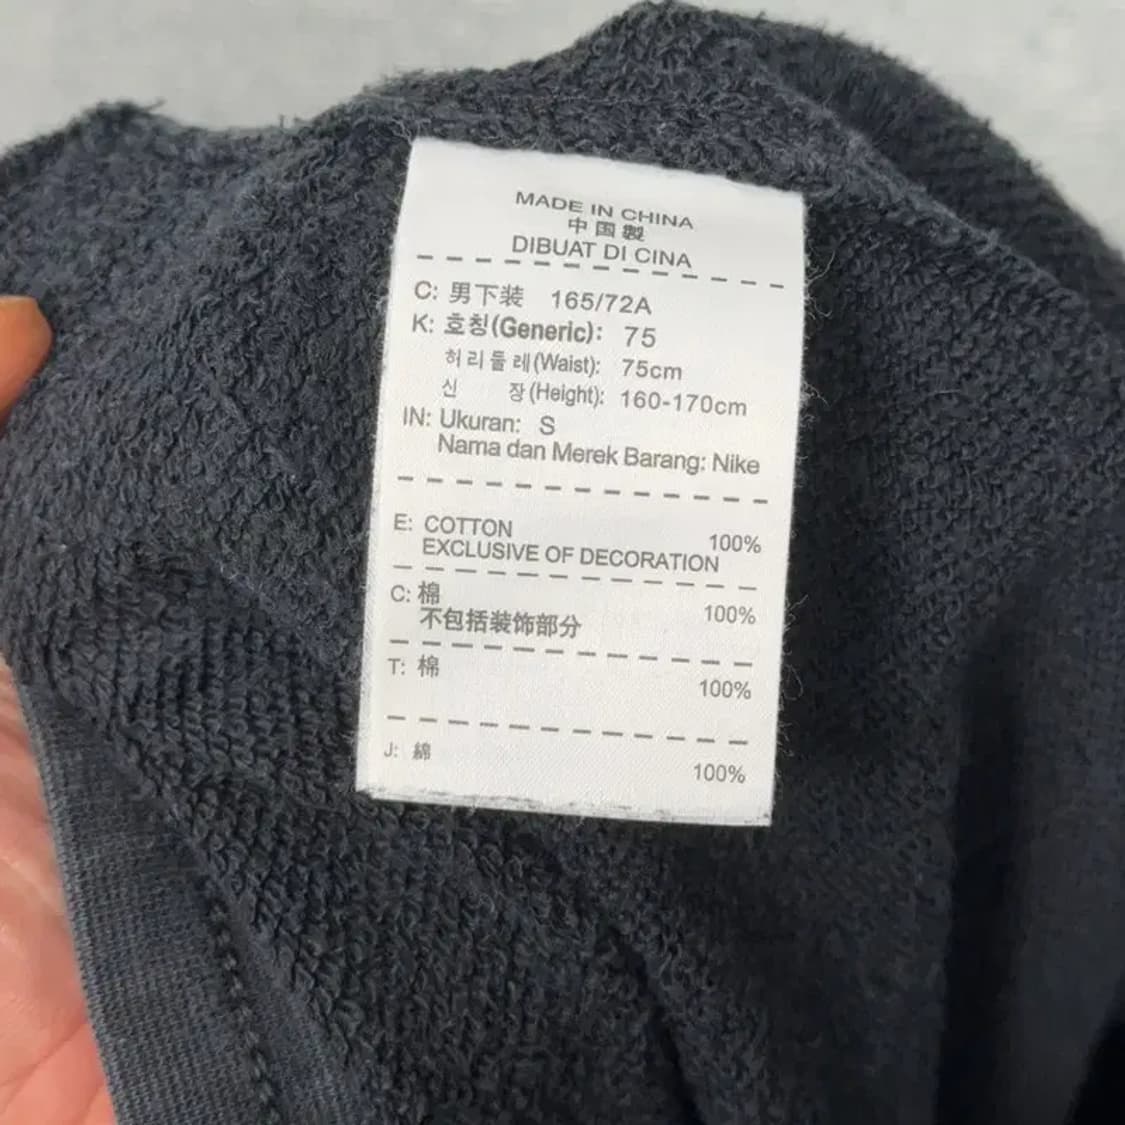 MADE IN CHINA
中国製
DIBUAT DI CINA
C: 男下装 165/72A
K: 호칭(Generic): 75
허리둘레(Waist): 75cm
신 장(Height): 160-170cm
IN: Ukuran: S
Nama dan Merek Barang: Nike
E: COTTON 100%
EXCLUSIVE OF DECORATION
C: 棉 100%
不包括装饰部分
T: 棉 100%
J: 綿 100%